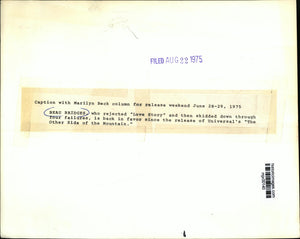 FILED AUG 22 1975
Caption with Marilyn Beck column for release weekend June 28-29, 1975
BEAU BRIDGES, who rejected "Love Story" and then skidded down through
four failures, is back in favor since the release of Universal's "The
Other Side of the Mountain."